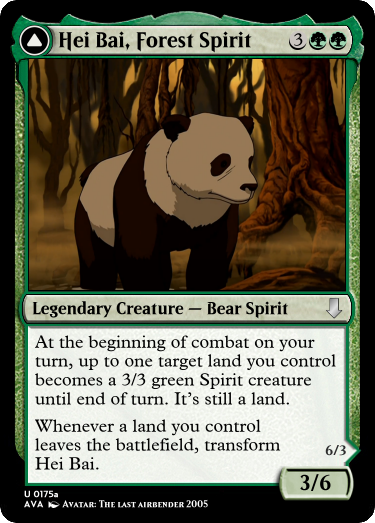 Hei Bai, Forest Spirit 3
Legendary Creature — Bear Spirit
At the beginning of combat on your
turn, up to one target land you control
becomes a 3/3 green Spirit creature
until end of turn. It's still a land.
Whenever a land you control
leaves the battlefield, transform
Hei Bai.
6/3
3/6
U 0175a
AVA Avatar: The last airbender 2005